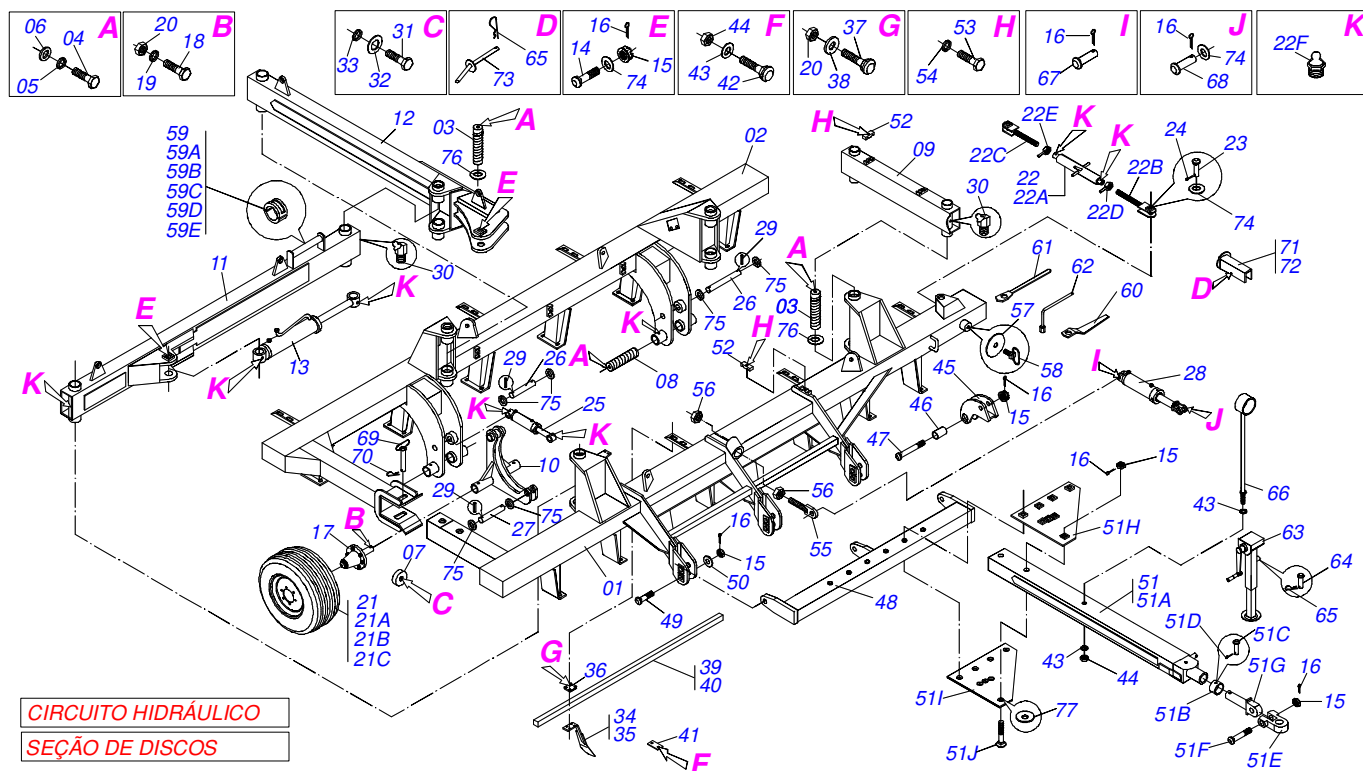 A
06
04
05
B
20
18
19
C
33
31
32
D
65
73
E
16
14
15
74
F
44
43
42
G
37
20
38
H
53
54
I
16
67
J
16
74
68
K
22F
12
03
A
76
E
02
H
52
09
30
22E
K
K
22C
22
22A
22B
22D
24
23
74
59
59A
59B
59C
59D
59E
11
30
K
E
13
K
K
29
75
26
75
K
A
08
A
03
76
H
52
61
62
60
57
58
71
72
D
29
26
75
K
25
K
69
70
10
56
45
46
47
16
15
I
28
J
29
27
75
75
B
17
07
C
21
21A
21B
21C
01
16
15
50
49
56
55
48
16
15
51H
66
43
63
64
65
51
51A
43
44
51D
51C
51G
51B
16
15
51F
51E
G
36
39
40
34
35
41
F
51I
77
51J
CIRCUITO HIDRÁULICO
SEÇÃO DE DISCOS